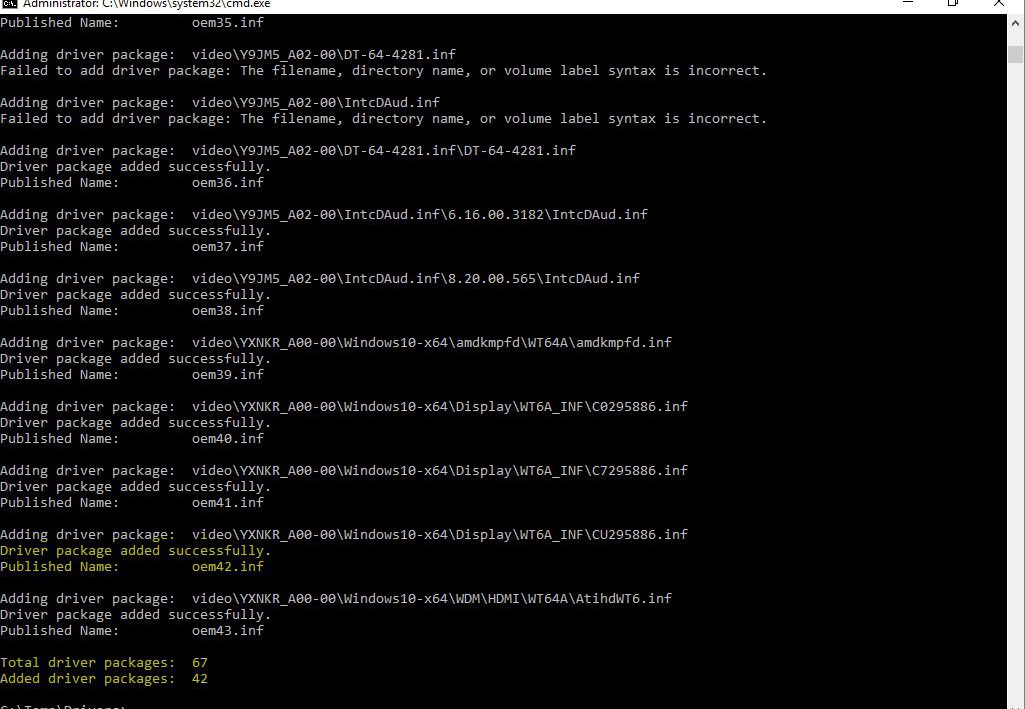 Administrator: C:\Windows\system32\cmd.exe
Published Name:         oem35.inf
Adding driver package:  video\Y9JM5_A02-00\DT-64-4281.inf
Failed to add driver package: The filename, directory name, or volume label syntax is incorrect.
Adding driver package:  video\Y9JM5_A02-00\IntcDAud.inf
Failed to add driver package: The filename, directory name, or volume label syntax is incorrect.
Adding driver package:  video\Y9JM5_A02-00\DT-64-4281.inf\DT-64-4281.inf
Driver package added successfully.
Published Name:         oem36.inf
Adding driver package:  video\Y9JM5_A02-00\IntcDAud.inf\6.16.00.3182\IntcDAud.inf
Driver package added successfully.
Published Name:         oem37.inf
Adding driver package:  video\Y9JM5_A02-00\IntcDAud.inf\8.20.00.565\IntcDAud.inf
Driver package added successfully.
Published Name:         oem38.inf
Adding driver package:  video\YXNKR_A00-00\Windows10-x64\amdkmpfd\WT64A\amdkmpfd.inf
Driver package added successfully.
Published Name:         oem39.inf
Adding driver package:  video\YXNKR_A00-00\Windows10-x64\Display\WT6A_INF\C0295886.inf
Driver package added successfully.
Published Name:         oem40.inf
Adding driver package:  video\YXNKR_A00-00\Windows10-x64\Display\WT6A_INF\C7295886.inf
Driver package added successfully.
Published Name:         oem41.inf
Adding driver package:  video\YXNKR_A00-00\Windows10-x64\Display\WT6A_INF\CU295886.inf
Driver package added successfully.
Published Name:         oem42.inf
Adding driver package:  video\YXNKR_A00-00\Windows10-x64\WDM\HDMI\WT64A\AtihdWT6.inf
Driver package added successfully.
Published Name:         oem43.inf
Total driver packages:  67
Added driver packages:  42
C:\Temp\Drivers>